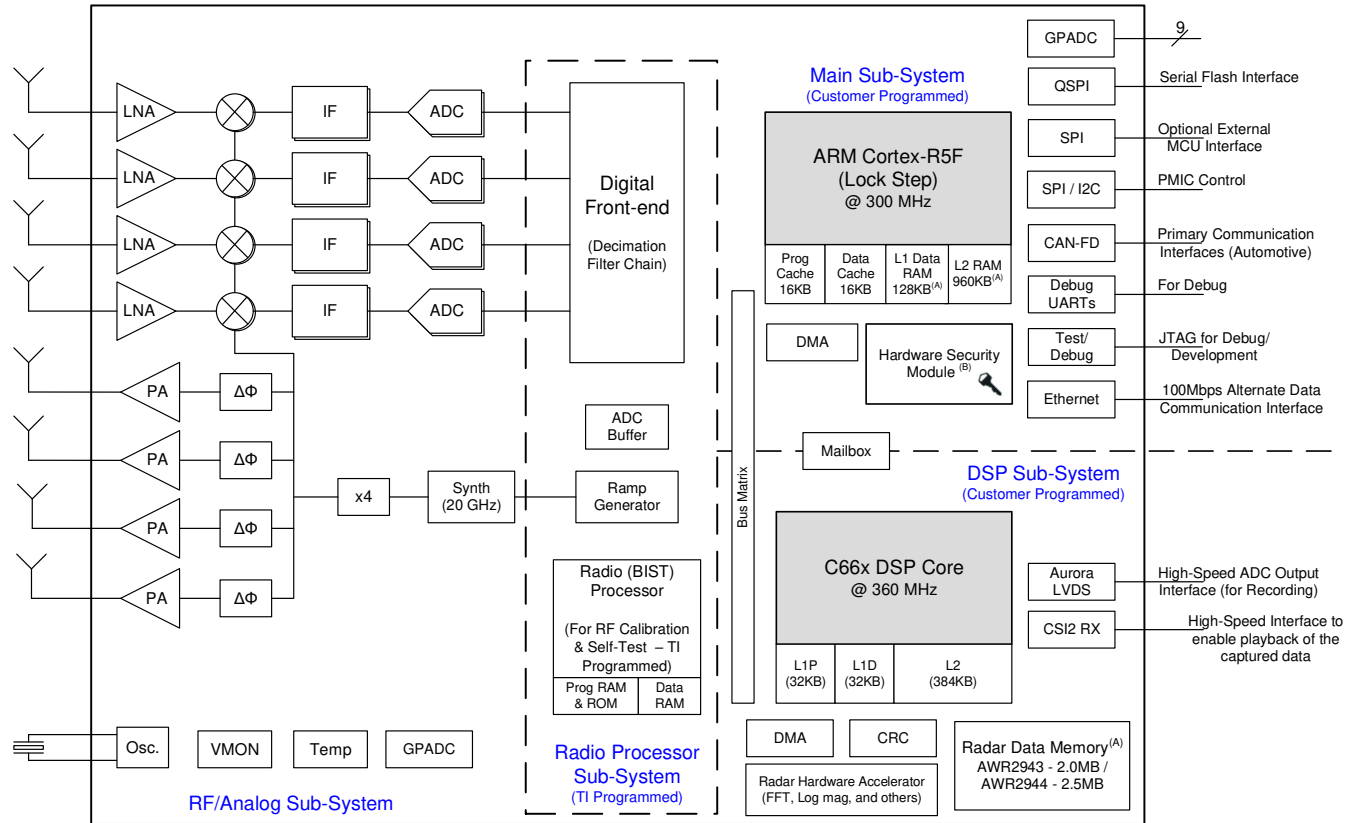 GPADC
9
QSPI
Serial Flash Interface
SPI
Optional External
MCU Interface
SPI / I2C
PMIC Control
CAN-FD
Primary Communication
Interfaces (Automotive)
Debug
UARTs
For Debug
Test/
Debug
JTAG for Debug/
Development
Ethernet
100Mbps Alternate Data
Communication Interface
Main Sub-System
(Customer Programmed)
ARM Cortex-R5F
(Lock Step)
@ 300 MHz
Prog
Cache
16KB
Data
Cache
16KB
L1 Data
RAM
128KB(A)
L2 RAM
960KB(A)
DMA
Hardware Security
Module (B)
Mailbox
Bus Matrix
LNA
IF
ADC
LNA
IF
ADC
LNA
IF
ADC
LNA
IF
ADC
Digital
Front-end
(Decimation
Filter Chain)
PA
ΔΦ
PA
ΔΦ
PA
ΔΦ
PA
ΔΦ
x4
Synth
(20 GHz)
ADC
Buffer
Ramp
Generator
Radio (BIST)
Processor
(For RF Calibration
& Self-Test – TI
Programmed)
Prog RAM
& ROM
Data
RAM
Radio Processor
Sub-System
(TI Programmed)
Osc.
VMON
Temp
GPADC
RF/Analog Sub-System
DSP Sub-System
(Customer Programmed)
C66x DSP Core
@ 360 MHz
L1P
(32KB)
L1D
(32KB)
L2
(384KB)
Aurora
LVDS
High-Speed ADC Output
Interface (for Recording)
CSI2 RX
High-Speed Interface to
enable playback of the
captured data
DMA
CRC
Radar Hardware Accelerator
(FFT, Log mag, and others)
Radar Data Memory(A)
AWR2943 - 2.0MB /
AWR2944 - 2.5MB